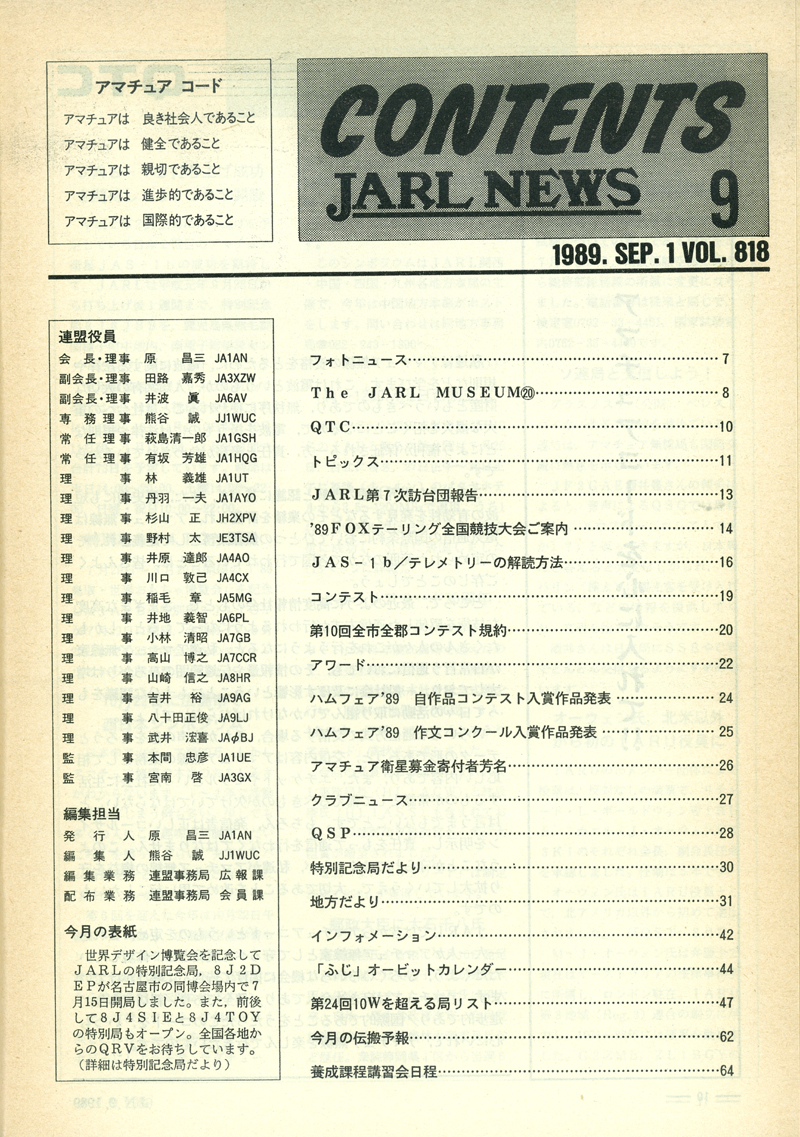 アマチュア コード
アマチュアは 良き社会人であること
アマチュアは 健全であること
アマチュアは 親切であること
アマチュアは 進歩的であること
アマチュアは 国際的であること
CONTENTS
JARL NEWS 9
1989. SEP. 1 VOL. 818
連盟役員
会長・理事 原 昌三 JA1AN
副会長・理事 田路 嘉秀 JA3XZW
副会長・理事 井波 眞 JA6AV
専務理事 熊谷 誠 JJ1WUC
常任理事 萩島清一郎 JA1GSH
常任理事 有坂 芳雄 JA1HQG
理事 林 義雄 JA1UT
理事 丹羽 一夫 JA1AYO
理事 杉山 正 JH2XPV
理事 野村 太 JE3TSA
理事 井原 達郎 JA4AO
理事 川口 敦己 JA4CX
理事 稲毛 章 JA5MG
理事 井地 義智 JA6PL
理事 小林 清昭 JA7GB
理事 高山 博之 JA7CCR
理事 山崎 信之 JA8HR
理事 吉井 裕 JA9AG
理事 八十田正俊 JA9LJ
理事 武井 浤喜 JAφBJ
監事 本間 忠彦 JA1UE
監事 宮南 啓 JA3GX
編集担当
発行人 原 昌三 JA1AN
編集人 熊谷 誠 JJ1WUC
編集業務 連盟事務局 広報課
配布業務 連盟事務局 会員課
今月の表紙
世界デザイン博覧会を記念して
JARLの特別記念局，8J2D
EPが名古屋市の同博会場内で7
月15日開局しました。また，前後
して8J4SIEと8J4TOY
の特別局もオープン。全国各地か
らのQRVをお待ちしています。
（詳細は特別記念局だより）
フォトニュース…………7
The JARL MUSEUM⑳…………8
QTC…………10
トピックス…………11
JARL第7次訪台団報告…………13
'89FOXテーリング全国競技大会ご案内…………14
JAS－1b／テレメトリーの解読方法…………16
コンテスト…………19
第10回全市全郡コンテスト規約…………20
アワード…………22
ハムフェア'89 自作品コンテスト入賞作品発表…………24
ハムフェア'89 作文コンクール入賞作品発表…………25
アマチュア衛星募金寄付者芳名…………26
クラブニュース…………27
QSP…………28
特別記念局だより…………30
地方だより…………31
インフォメーション…………42
「ふじ」オービットカレンダー…………44
第24回10Wを超える局リスト…………47
今月の伝搬予報…………62
養成課程講習会日程…………64